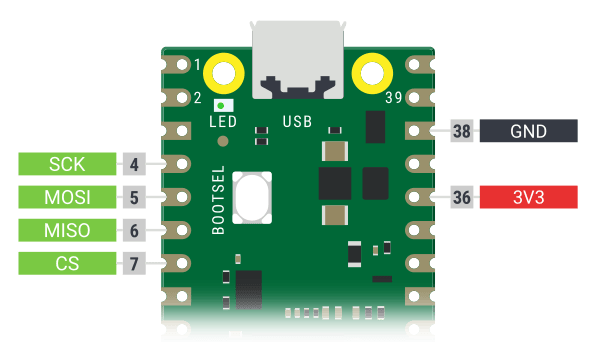 1
2
39
LED
USB
38 GND
SCK 4
MOSI 5
36 3V3
MISO 6
CS 7
BOOTSEL